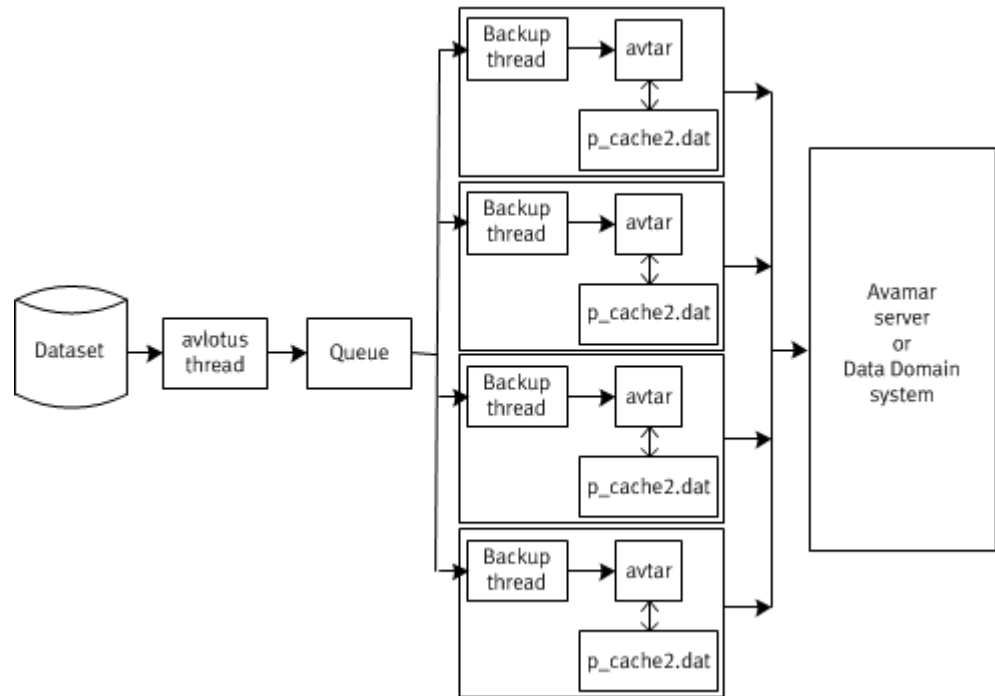 Dataset
avlotus
thread
Queue
Backup
thread
avtar
p_cache2.dat
Backup
thread
avtar
p_cache2.dat
Backup
thread
avtar
p_cache2.dat
Backup
thread
avtar
p_cache2.dat
Avamar
server
or
Data Domain
system